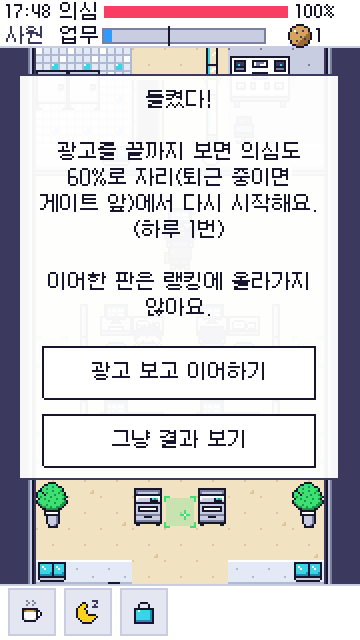 17:48 의심 100%
사원 업무 1
들켰다!
광고를 끝까지 보면 의심도
60%로 자리(퇴근 중이면
게이트 앞)에서 다시 시작해요.
(하루 1번)
이어한 판은 랭킹에 올라가지
않아요.
광고 보고 이어하기
그냥 결과 보기
z